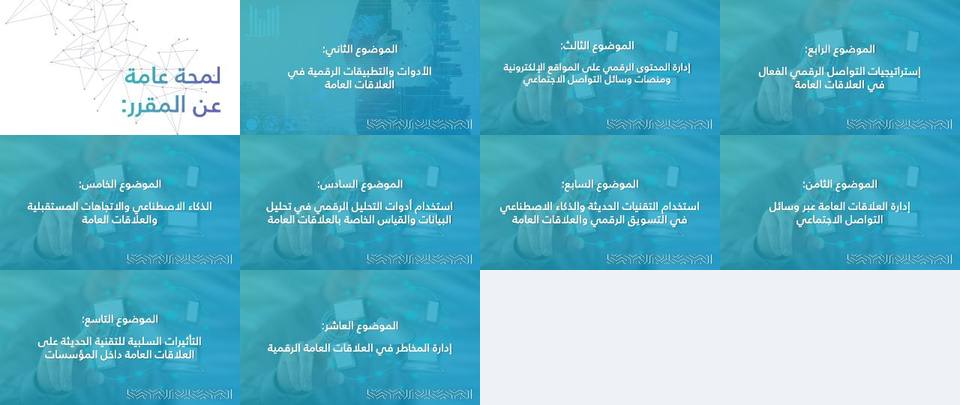 لمحة عامة
عن المقرر:
الموضوع الثاني:
الأدوات والتطبيقات الرقمية في
العلاقات العامة
الموضوع الثالث:
إدارة المحتوى الرقمي على المواقع الإلكترونية
ومنصات وسائل التواصل الاجتماعي
الموضوع الرابع:
إستراتيجيات التواصل الرقمي الفعال
في العلاقات العامة
الموضوع الخامس:
الذكاء الاصطناعي والاتجاهات المستقبلية
والعلاقات العامة
الموضوع السادس:
استخدام أدوات التحليل الرقمي في تحليل
البيانات والقياس الخاصة بالعلاقات العامة
الموضوع السابع:
استخدام التقنيات الحديثة والذكاء الاصطناعي
في التسويق الرقمي والعلاقات العامة
الموضوع الثامن:
إدارة العلاقات العامة عبر وسائل
التواصل الاجتماعي
الموضوع التاسع:
التأثيرات السلبية للتقنية الحديثة على
العلاقات العامة داخل المؤسسات
الموضوع العاشر:
إدارة المخاطر في العلاقات العامة الرقمية